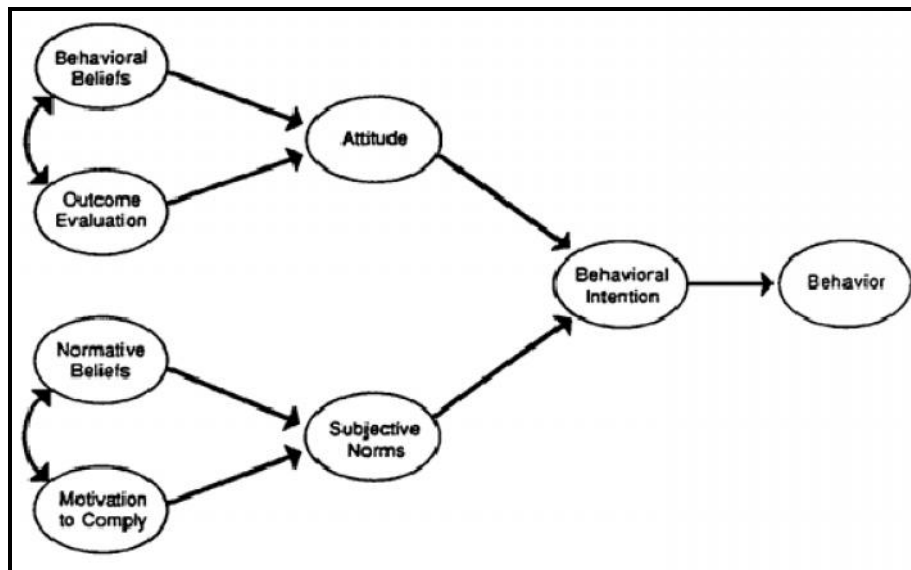 Behavioral
Beliefs
Attitude
Outcome
Evaluation
Behavioral
Intention
Behavior
Normative
Beliefs
Subjective
Norms
Motivation
to Comply